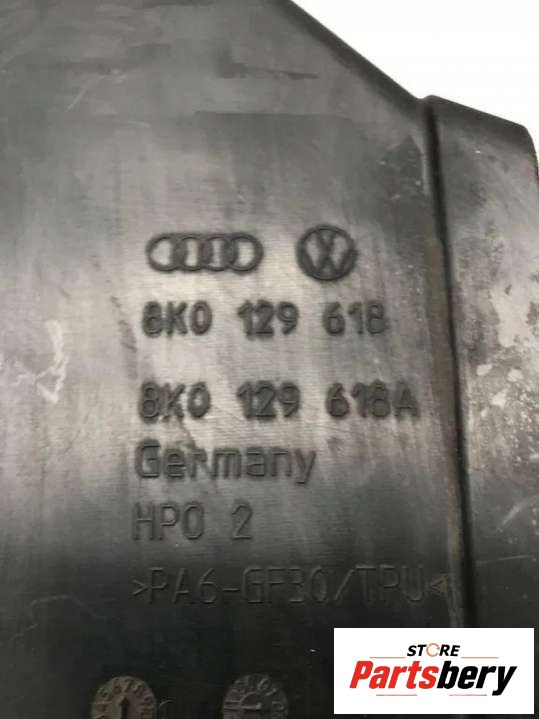 8K0 129 618
8K0 129 618A
Germany
HPO 2
>PA6-GF30/TPU<
STORE
Partsbery